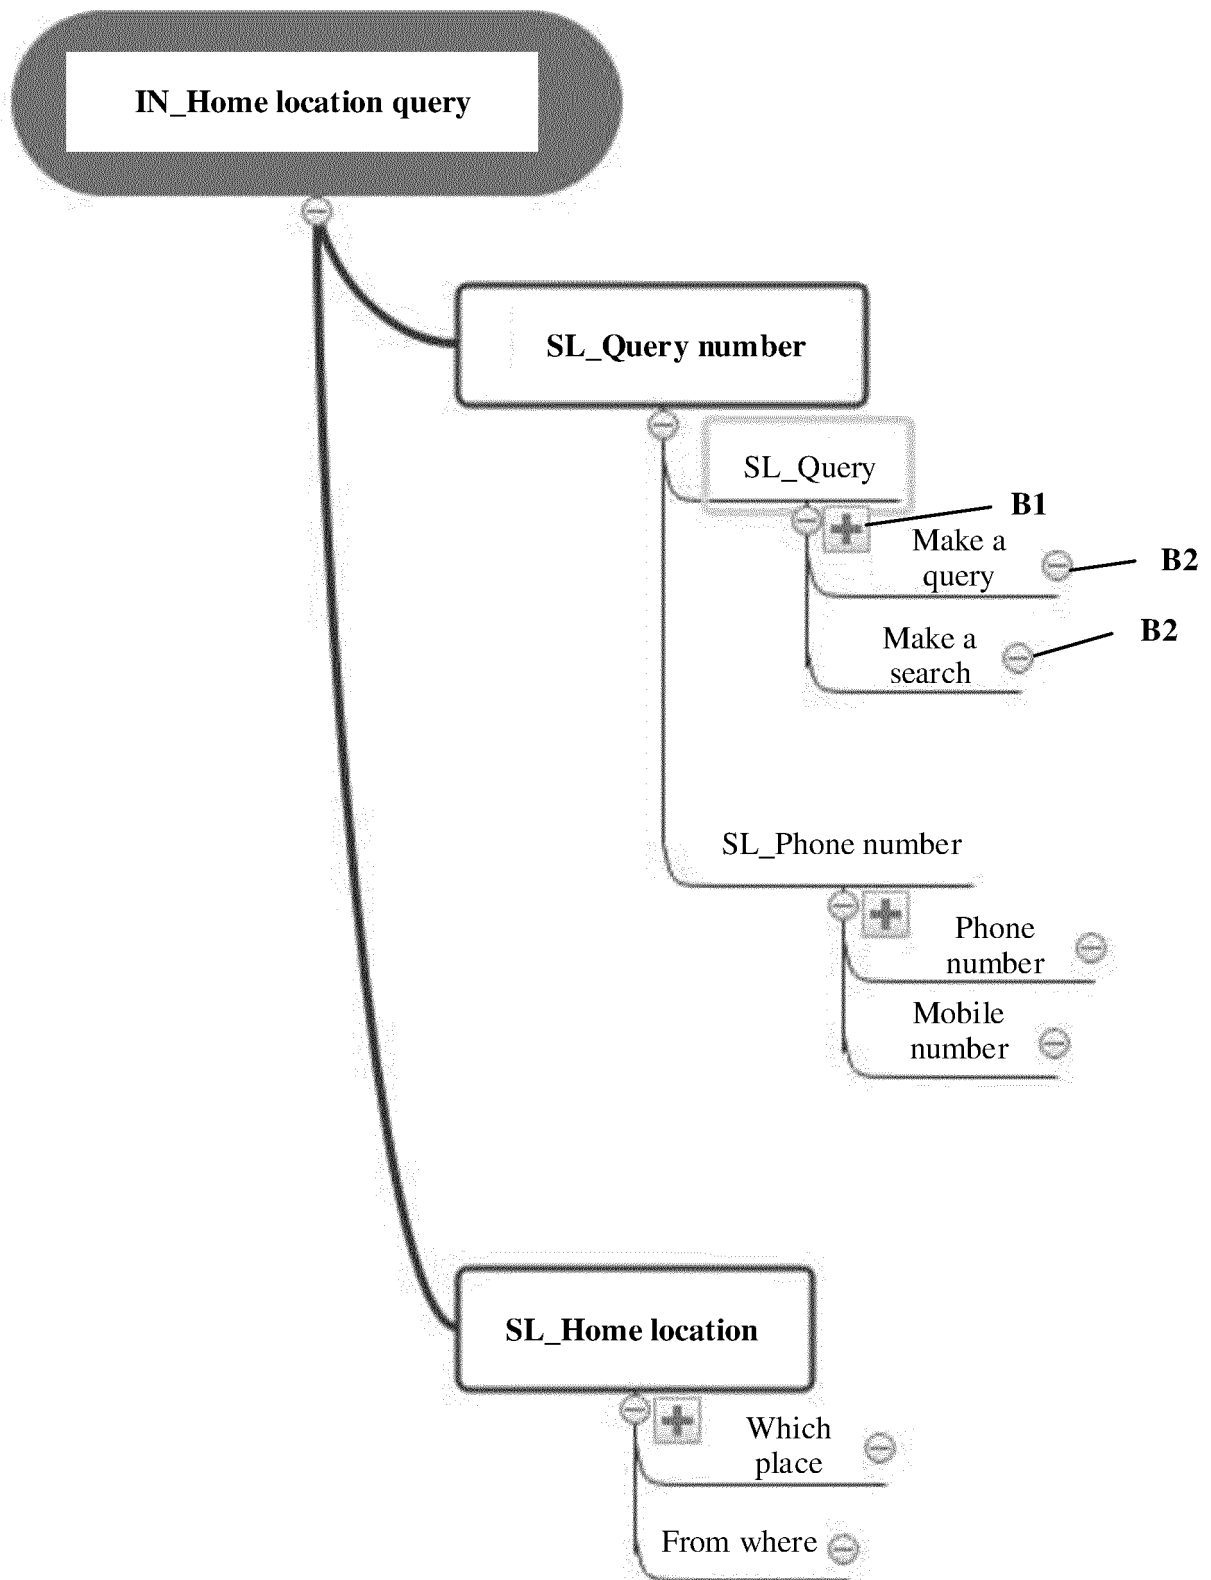 IN_Home location query
SL_Query number
SL_Query
B1
Make a
query
B2
Make a
search
B2
SL_Phone number
Phone
number
Mobile
number
SL_Home location
Which
place
From where